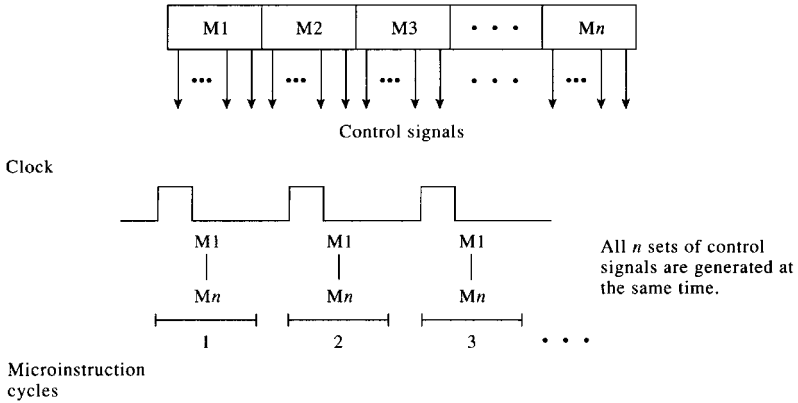 M1 M2 M3 • • • Mn
••• ••• ••• • • • •••
Control signals
Clock
M1 M1 M1
Mn Mn Mn
All n sets of control
signals are generated at
the same time.
1 2 3 • • •
Microinstruction
cycles